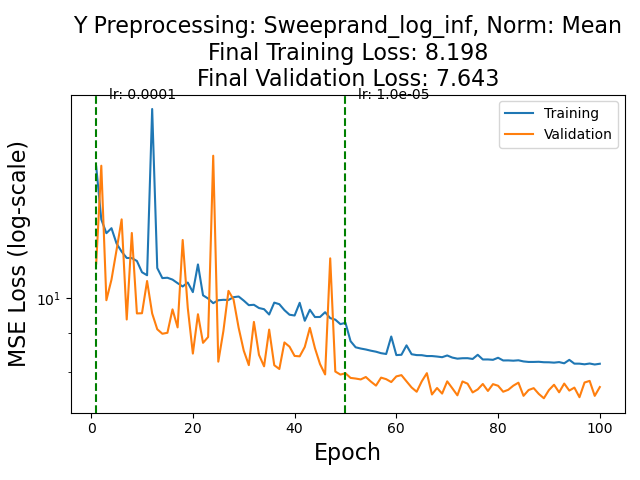 Y Preprocessing: Sweeprand_log_inf, Norm: Mean
Final Training Loss: 8.198
Final Validation Loss: 7.643
lr: 0.0001
lr: 1.0e-05
Training
Validation
MSE Loss (log-scale)
10¹
0 20 40 60 80 100
Epoch